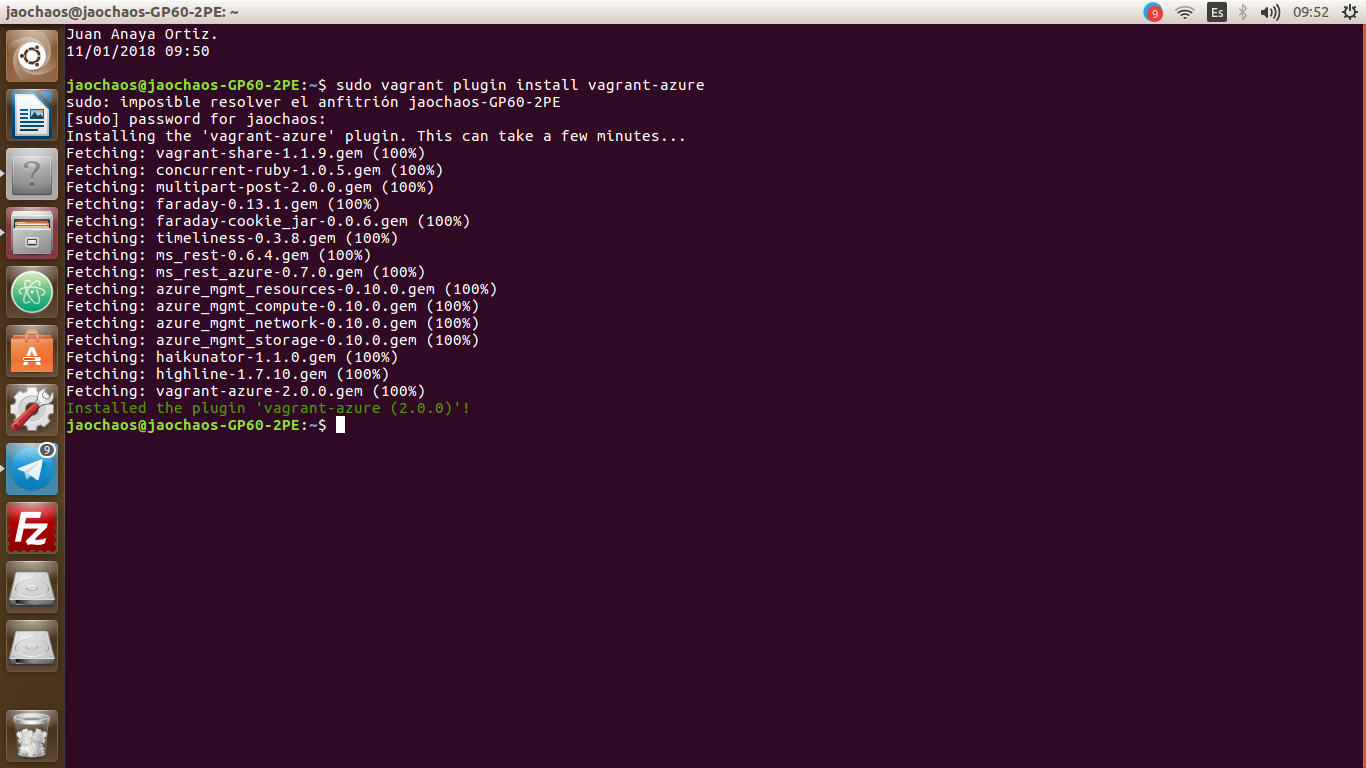 jaochaos@jaochaos-GP60-2PE: ~
9
Es
09:52
Juan Anaya Ortiz.
11/01/2018 09:50
jaochaos@jaochaos-GP60-2PE:~$ sudo vagrant plugin install vagrant-azure
sudo: imposible resolver el anfitrión jaochaos-GP60-2PE
[sudo] password for jaochaos:
Installing the 'vagrant-azure' plugin. This can take a few minutes...
Fetching: vagrant-share-1.1.9.gem (100%)
Fetching: concurrent-ruby-1.0.5.gem (100%)
Fetching: multipart-post-2.0.0.gem (100%)
Fetching: faraday-0.13.1.gem (100%)
Fetching: faraday-cookie_jar-0.0.6.gem (100%)
Fetching: timeliness-0.3.8.gem (100%)
Fetching: ms_rest-0.6.4.gem (100%)
Fetching: ms_rest_azure-0.7.0.gem (100%)
Fetching: azure_mgmt_resources-0.10.0.gem (100%)
Fetching: azure_mgmt_compute-0.10.0.gem (100%)
Fetching: azure_mgmt_network-0.10.0.gem (100%)
Fetching: azure_mgmt_storage-0.10.0.gem (100%)
Fetching: haikunator-1.1.0.gem (100%)
Fetching: highline-1.7.10.gem (100%)
Fetching: vagrant-azure-2.0.0.gem (100%)
Installed the plugin 'vagrant-azure (2.0.0)'!
jaochaos@jaochaos-GP60-2PE:~$
?
A
9
Fz